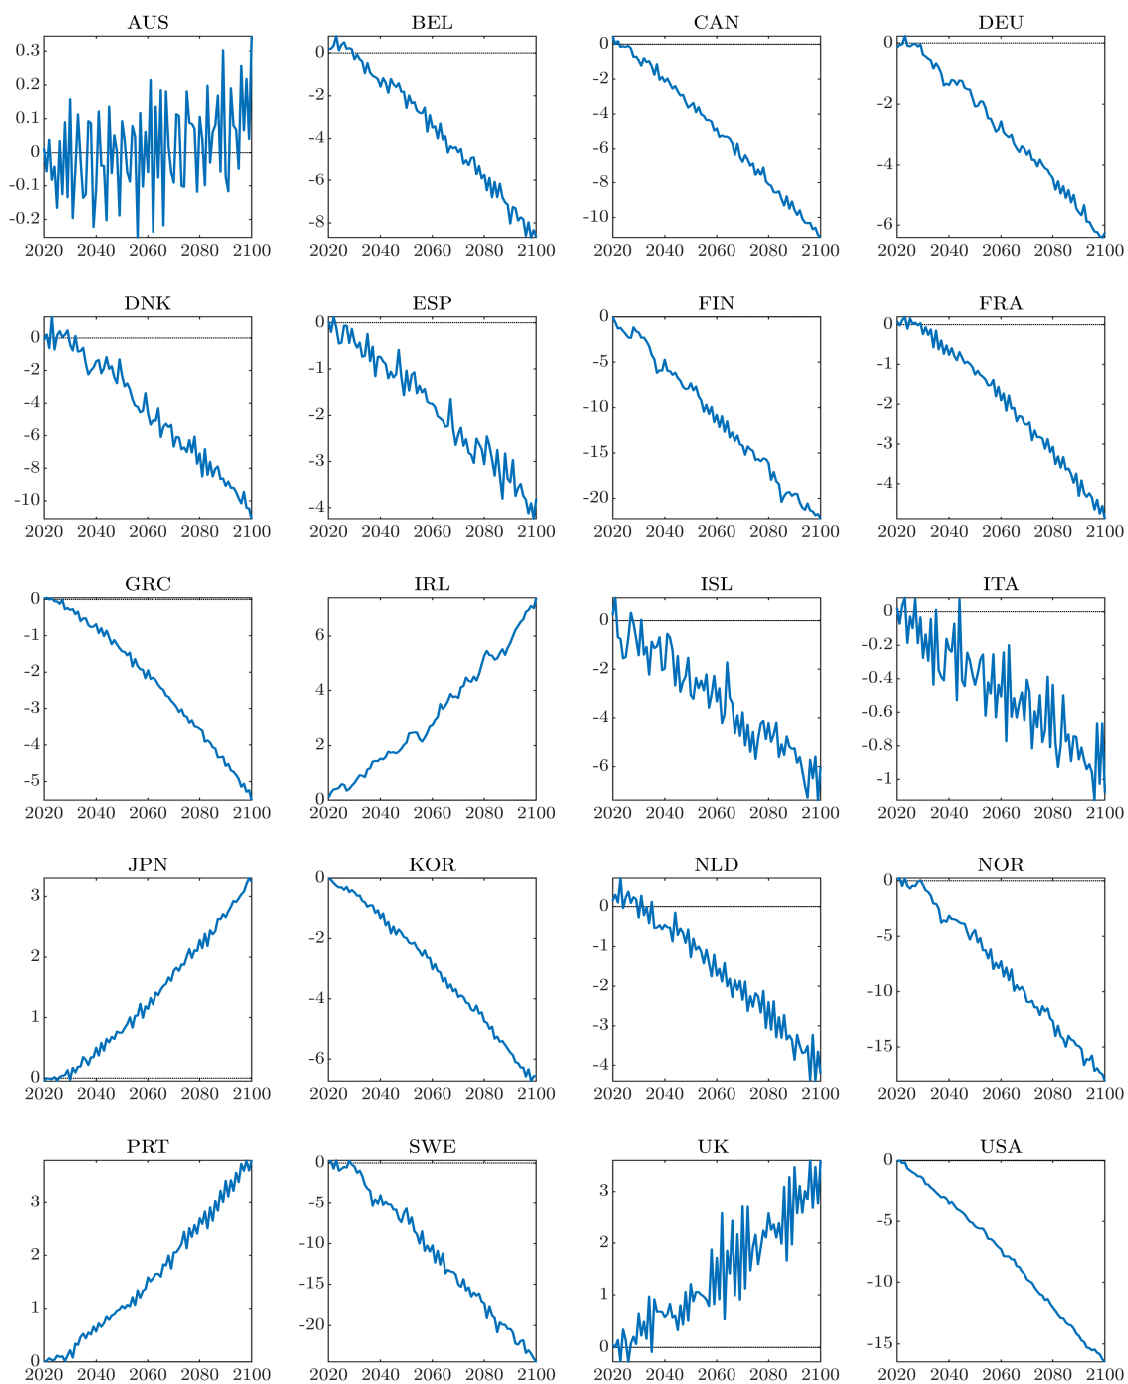 AUS BEL CAN DEU
0.3 0.2 0.1 0 -0.1 -0.2
0 -2 -4 -6 -8
0 -2 -4 -6 -8 -10
0 -2 -4 -6
2020 2040 2060 2080 2100 2020 2040 2060 2080 2100 2020 2040 2060 2080 2100 2020 2040 2060 2080 2100
DNK ESP FIN FRA
0 -2 -4 -6 -8 -10
0 -1 -2 -3 -4
0 -5 -10 -15 -20
0 -1 -2 -3 -4
2020 2040 2060 2080 2100 2020 2040 2060 2080 2100 2020 2040 2060 2080 2100 2020 2040 2060 2080 2100
GRC IRL ISL ITA
0 -1 -2 -3 -4 -5
6 4 2 0
0 -2 -4 -6
0 -0.2 -0.4 -0.6 -0.8 -1
2020 2040 2060 2080 2100 2020 2040 2060 2080 2100 2020 2040 2060 2080 2100 2020 2040 2060 2080 2100
JPN KOR NLD NOR
3 2 1 0
0 -2 -4 -6
0 -1 -2 -3 -4
0 -5 -10 -15
2020 2040 2060 2080 2100 2020 2040 2060 2080 2100 2020 2040 2060 2080 2100 2020 2040 2060 2080 2100
PRT SWE UK USA
3 2 1 0
0 -5 -10 -15 -20
3 2 1 0
0 -5 -10 -15
2020 2040 2060 2080 2100 2020 2040 2060 2080 2100 2020 2040 2060 2080 2100 2020 2040 2060 2080 2100